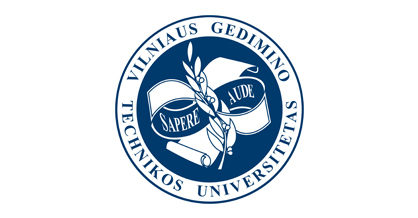 VILNIAUS GEDIMINO
TECHNIKOS UNIVERSITETAS
SAPERE
AUDE